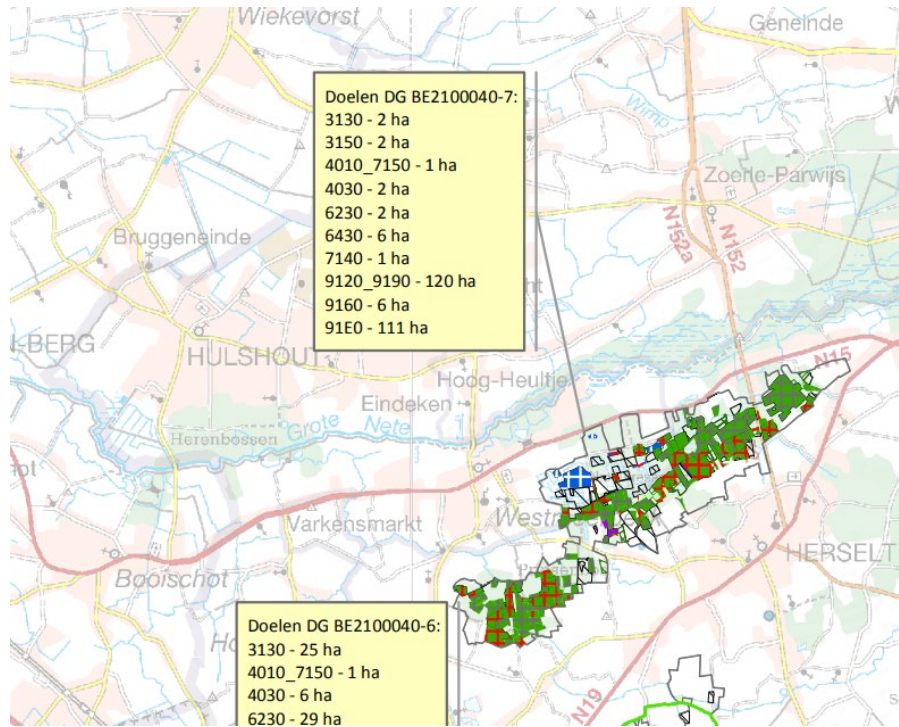 Wiekevorst
Geneinde
Doelen DG BE2100040-7:
3130 - 2 ha
3150 - 2 ha
4010_7150 - 1 ha
4030 - 2 ha
6230 - 2 ha
6430 - 6 ha
7140 - 1 ha
9120_9190 - 120 ha
9160 - 6 ha
91E0 - 111 ha
Wimp
Zoerle-Parwijs
N152a
N152
Bruggeneinde
N-BERG
HULSHOUT
N15
Hoog-Heultje
Eindeken
Grote Nete
Herenbossen
Varkensmarkt
HERSELT
Booischot
Doelen DG BE2100040-6:
3130 - 25 ha
4010_7150 - 1 ha
4030 - 6 ha
6230 - 29 ha
N19